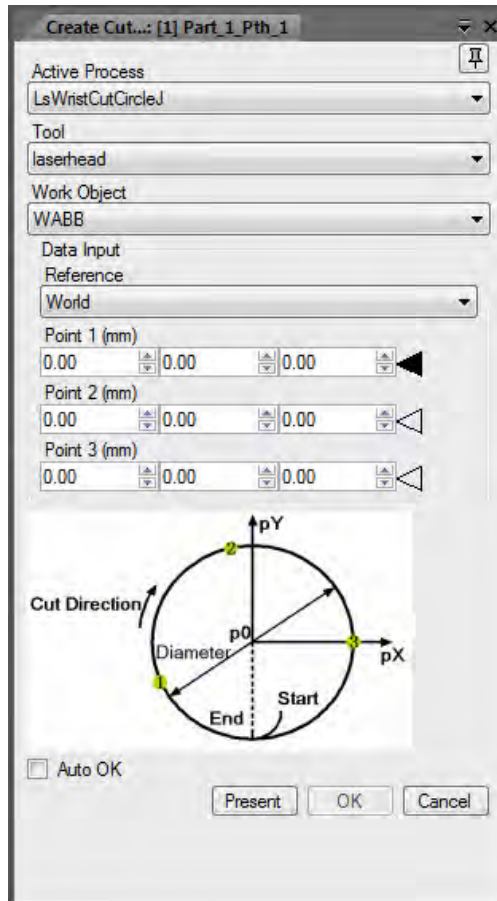 Create Cut...: [1] Part_1_Pth_1
Active Process
LsWristCutCircleJ
Tool
laserhead
Work Object
WABB
Data Input
Reference
World
Point 1 (mm)
0.00 0.00 0.00
Point 2 (mm)
0.00 0.00 0.00
Point 3 (mm)
0.00 0.00 0.00
pY
2
Cut Direction
p0
3
Diameter
pX
1
Start
End
Auto OK
Present OK Cancel